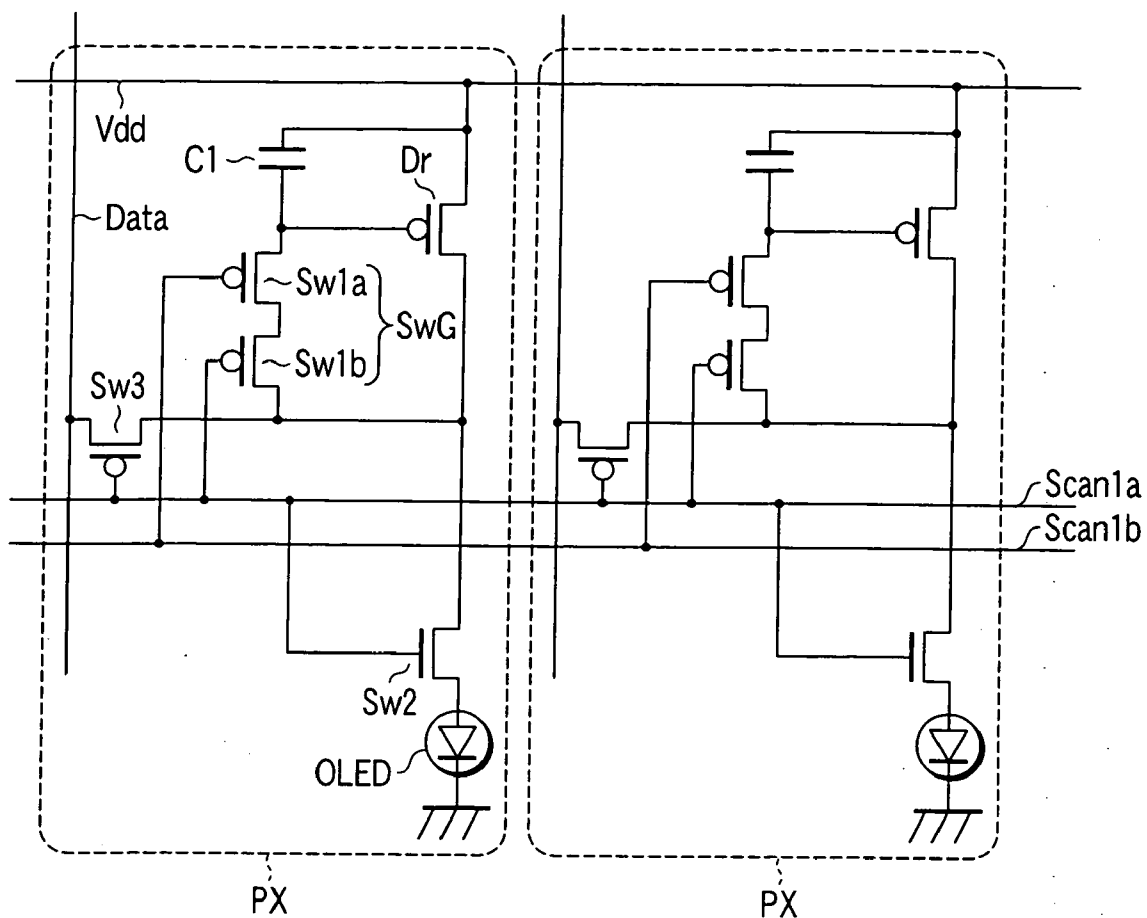 Vdd
C1
Dr
Data
Sw1a
SwG
Sw1b
Sw3
Scan1a
Scan1b
Sw2
OLED
PX
PX